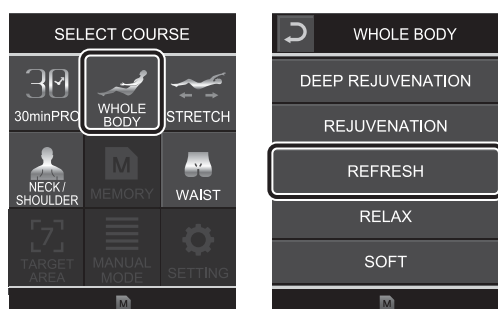 SELECT COURSE
30
30minPRO
WHOLE
BODY
STRETCH
NECK /
SHOULDER
M
MEMORY
WAIST
7
TARGET
AREA
MANUAL
MODE
SETTING
M
WHOLE BODY
DEEP REJUVENATION
REJUVENATION
REFRESH
RELAX
SOFT
M